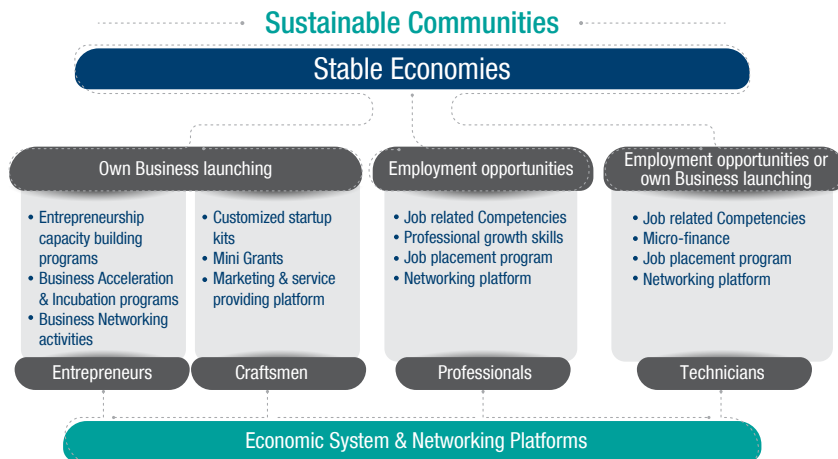 Sustainable Communities
Stable Economies
Own Business launching
• Entrepreneurship
capacity building
programs
• Business Acceleration
& Incubation programs
• Business Networking
activities
• Customized startup
kits
• Mini Grants
• Marketing & service
providing platform
Entrepreneurs
Craftsmen
Employment opportunities
• Job related Competencies
• Professional growth skills
• Job placement program
• Networking platform
Professionals
Employment opportunities or
own Business launching
• Job related Competencies
• Micro-finance
• Job placement program
• Networking platform
Technicians
Economic System & Networking Platforms